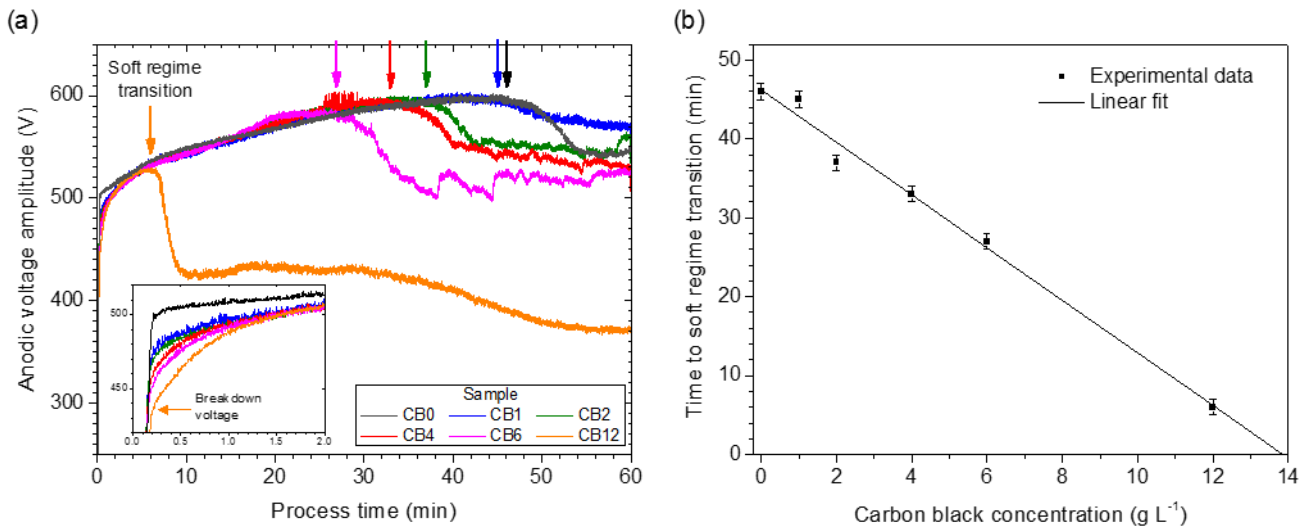 (a)
Soft regime
transition
Anodic voltage amplitude (V)
600
500
400
300
0
10
20
30
40
50
60
Process time (min)
500
450
0.0
0.5
1.0
1.5
2.0
Breakdown
voltage
Sample
CB0 CB1 CB2
CB4 CB6 CB12
(b)
Time to soft regime transition (min)
50
40
30
20
10
0
0
2
4
6
8
10
12
14
Carbon black concentration (g L⁻¹)
Experimental data
Linear fit